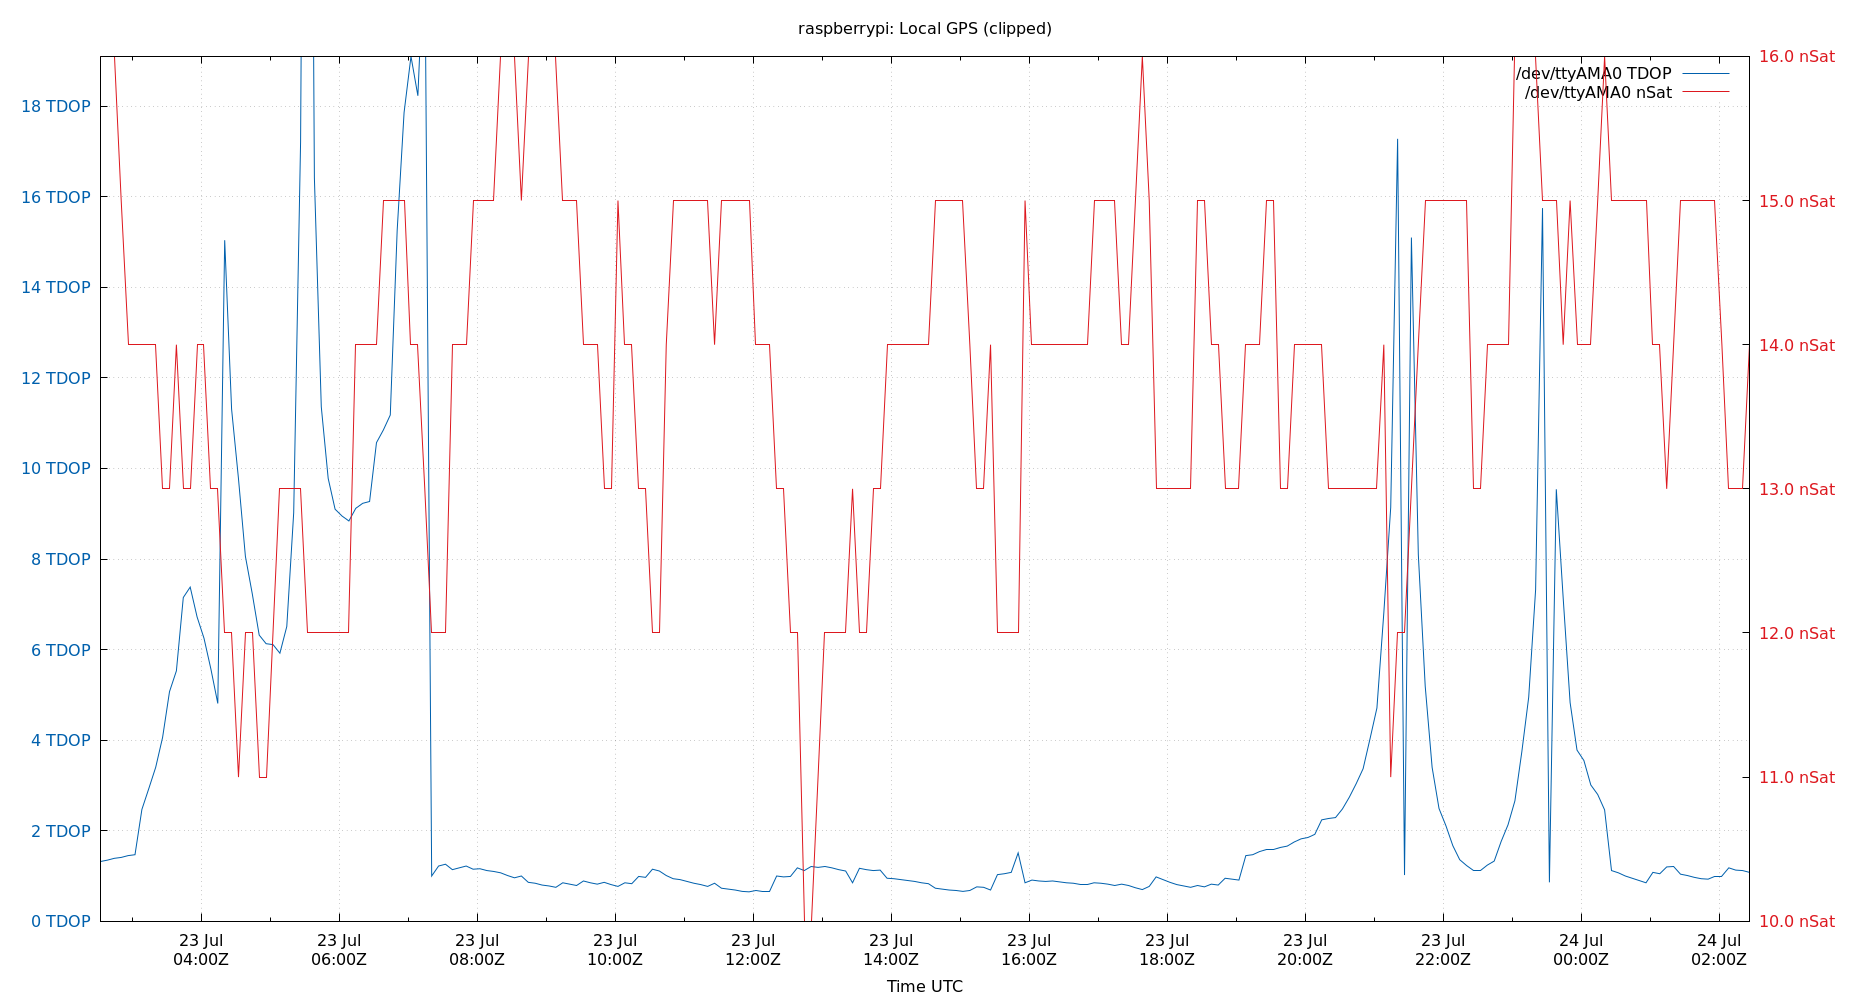 raspberrypi: Local GPS (clipped)
/dev/ttyAMA0 TDOP
/dev/ttyAMA0 nSat
18 TDOP
16 TDOP
14 TDOP
12 TDOP
10 TDOP
8 TDOP
6 TDOP
4 TDOP
2 TDOP
0 TDOP
16.0 nSat
15.0 nSat
14.0 nSat
13.0 nSat
12.0 nSat
11.0 nSat
10.0 nSat
23 Jul
04:00Z
23 Jul
06:00Z
23 Jul
08:00Z
23 Jul
10:00Z
23 Jul
12:00Z
23 Jul
14:00Z
23 Jul
16:00Z
23 Jul
18:00Z
23 Jul
20:00Z
23 Jul
22:00Z
24 Jul
00:00Z
24 Jul
02:00Z
Time UTC